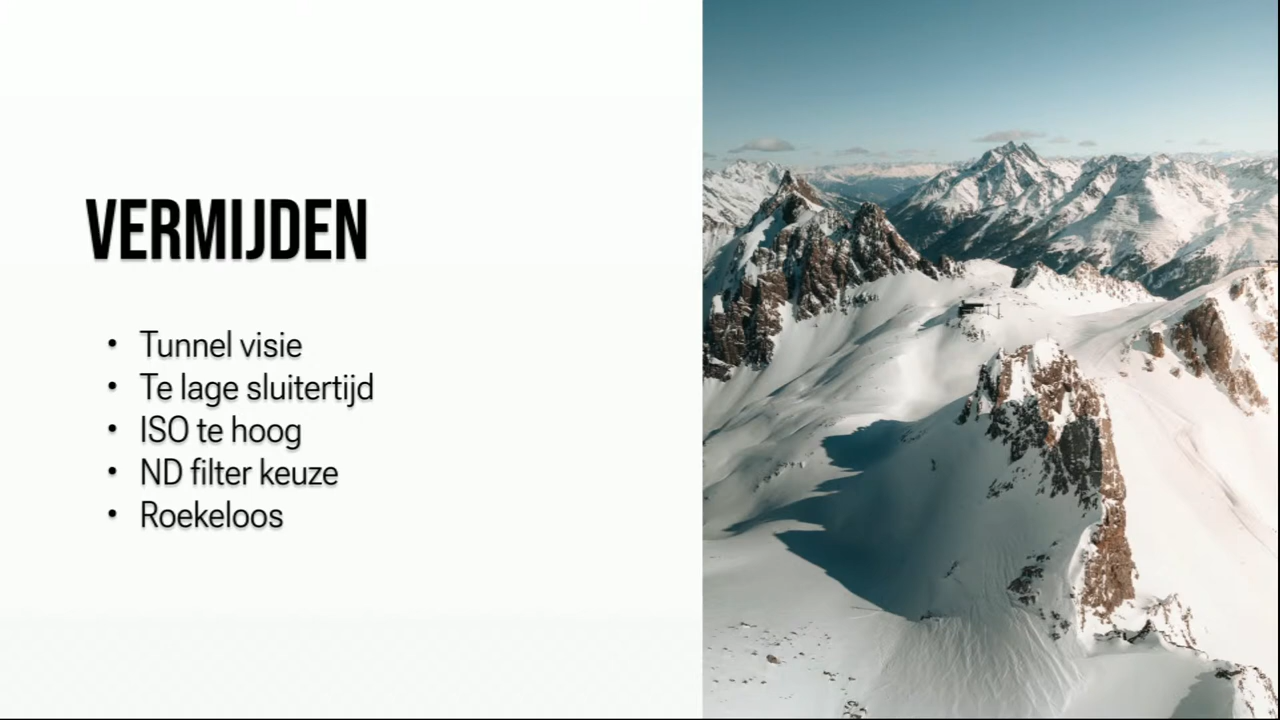 VERMIJDEN
• Tunnel visie
• Te lage sluitertijd
• ISO te hoog
• ND filter keuze
• Roekeloos